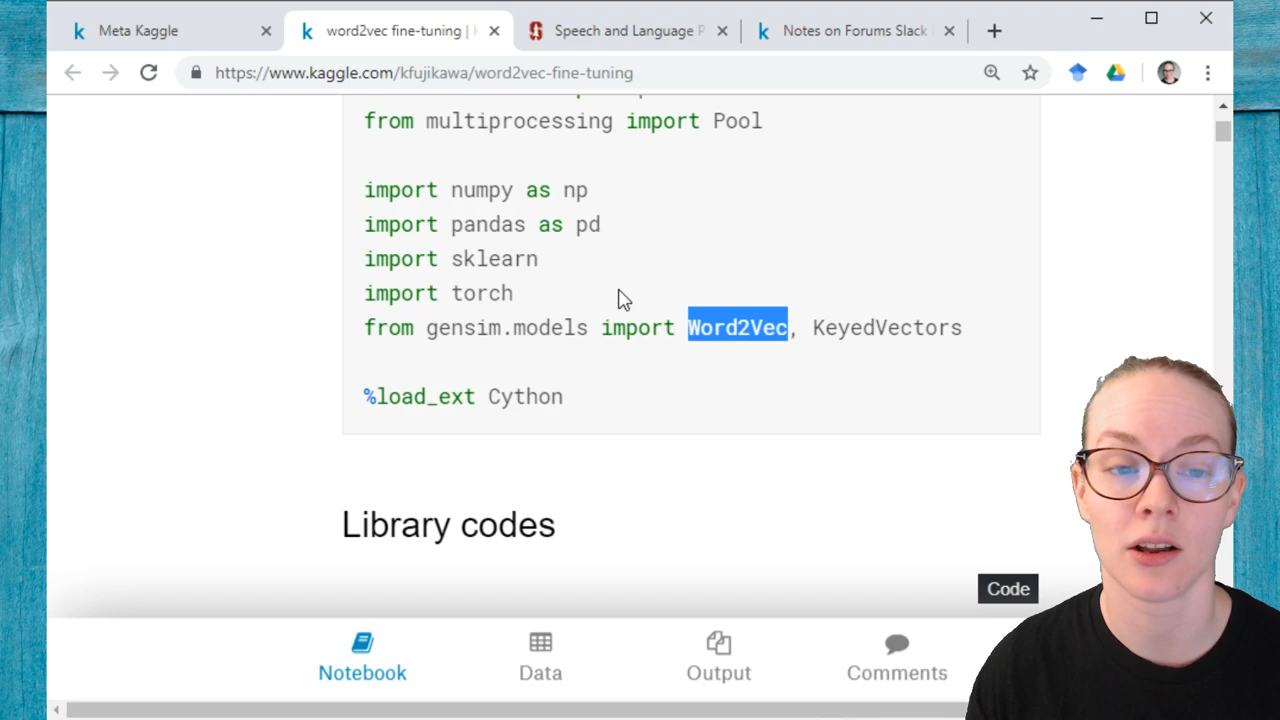 Meta Kaggle
word2vec fine-tuning |
Speech and Language P
Notes on Forums Slack
https://www.kaggle.com/kfujikawa/word2vec-fine-tuning
from multiprocessing import Pool
import numpy as np
import pandas as pd
import sklearn
import torch
from gensim.models import Word2Vec, KeyedVectors
%load_ext Cython
Library codes
Code
Notebook
Data
Output
Comments